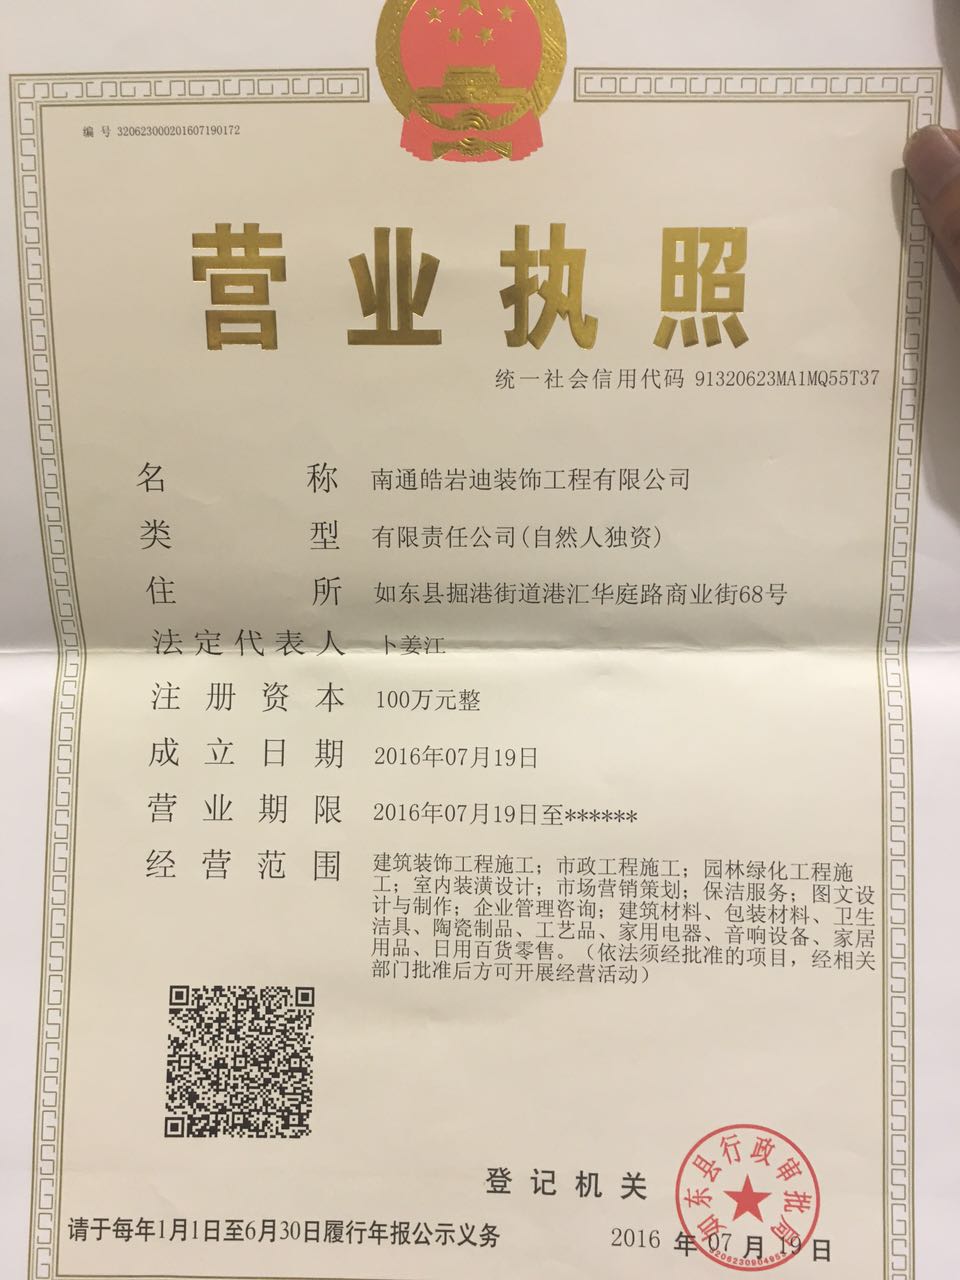 编 号 320623000201607190172
营业执照
统一社会信用代码 91320623MA1MQ55T37
名称 南通皓岩迪装饰工程有限公司
类型 有限责任公司(自然人独资)
住所 如东县掘港街道港汇华庭路商业街68号
法定代表人 卜姜江
注册资本 100万元整
成立日期 2016年07月19日
营业期限 2016年07月19日至******
经营范围 建筑装饰工程施工；市政工程施工；园林绿化工程施
工；室内装潢设计；市场营销策划；保洁服务；图文设
计与制作；企业管理咨询；建筑材料、包装材料、卫生
洁具、陶瓷制品、工艺品、家用电器、音响设备、家居
用品、日用百货零售。（依法须经批准的项目，经相关
部门批准后方可开展经营活动）
登记机关
如东县行政审批局
请于每年1月1日至6月30日履行年报公示义务
2016 年 07 月 19 日